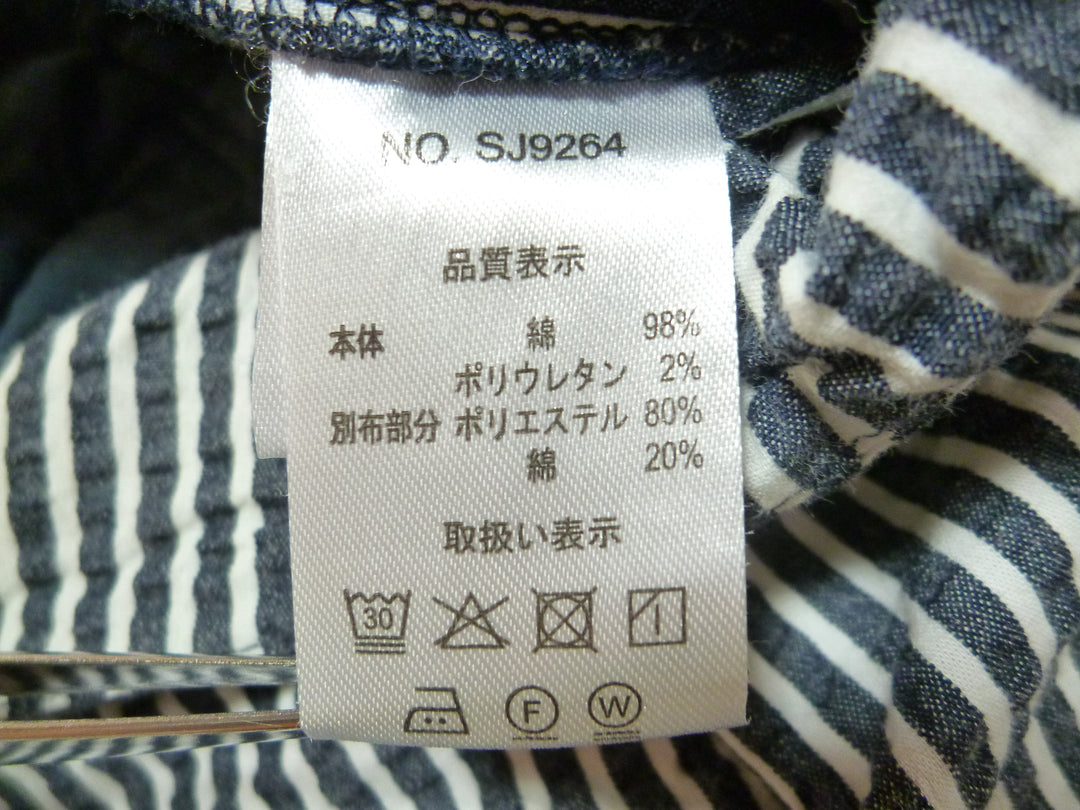 NO. SJ9264
品質表示
本体 綿 98%
ポリウレタン 2%
別布部分 ポリエステル 80%
綿 20%
取扱い表示
30
F W